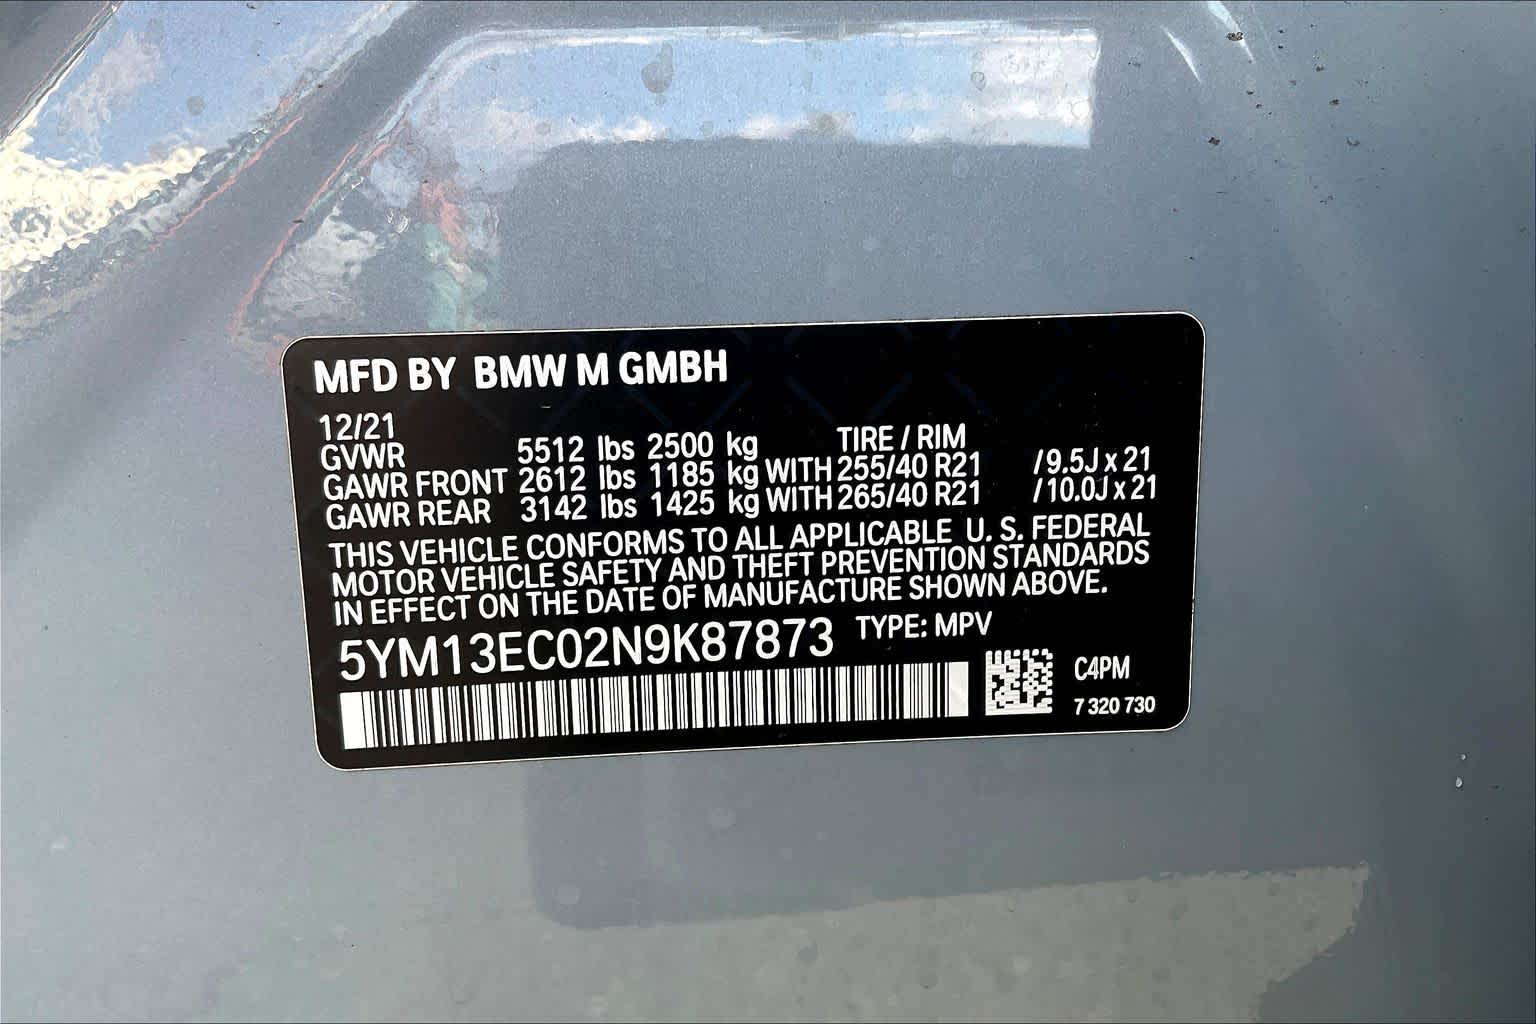 MFD BY BMW M GMBH
12/21
GVWR 5512 lbs 2500 kg TIRE / RIM
GAWR FRONT 2612 lbs 1185 kg WITH 255/40 R21 /9.5J x 21
GAWR REAR 3142 lbs 1425 kg WITH 265/40 R21 /10.0J x 21
THIS VEHICLE CONFORMS TO ALL APPLICABLE U. S. FEDERAL
MOTOR VEHICLE SAFETY AND THEFT PREVENTION STANDARDS
IN EFFECT ON THE DATE OF MANUFACTURE SHOWN ABOVE.
5YM13EC02N9K87873 TYPE: MPV
C4PM
7 320 730